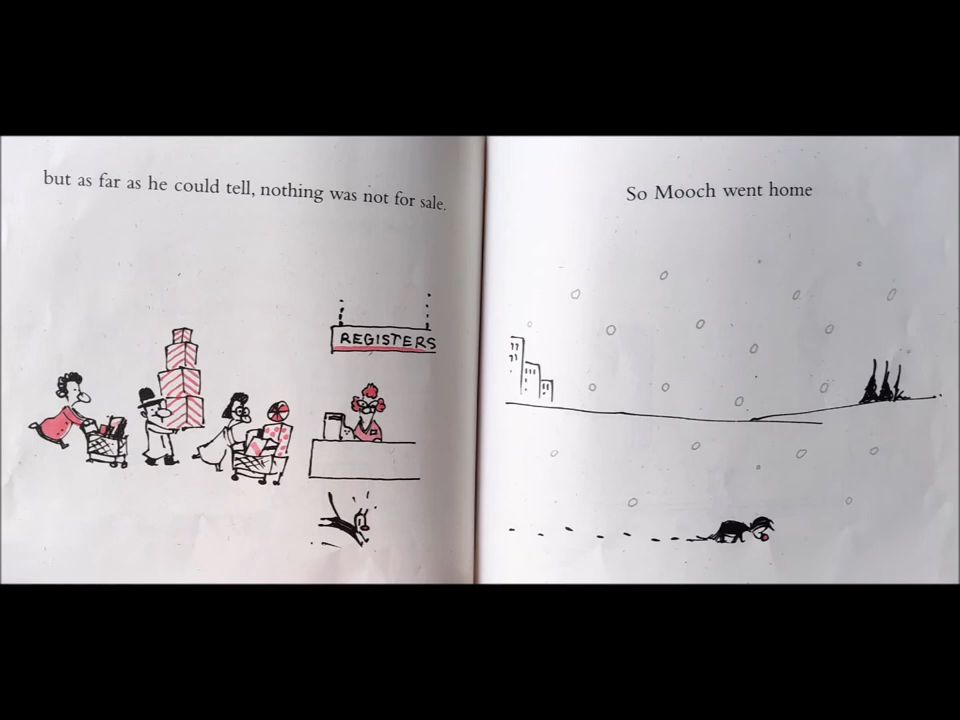 but as far as he could tell, nothing was not for sale.
REGISTERS
So Mooch went home